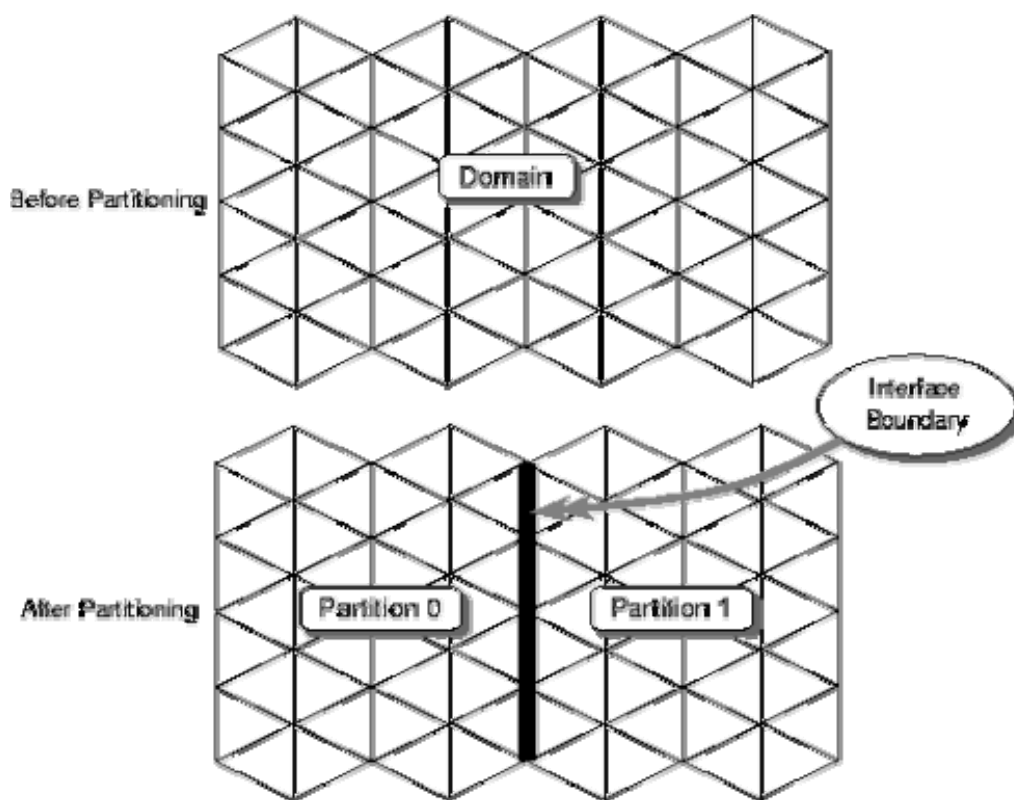 Domain
Before Partitioning
Interface
Boundary
After Partitioning
Partition 0
Partition 1